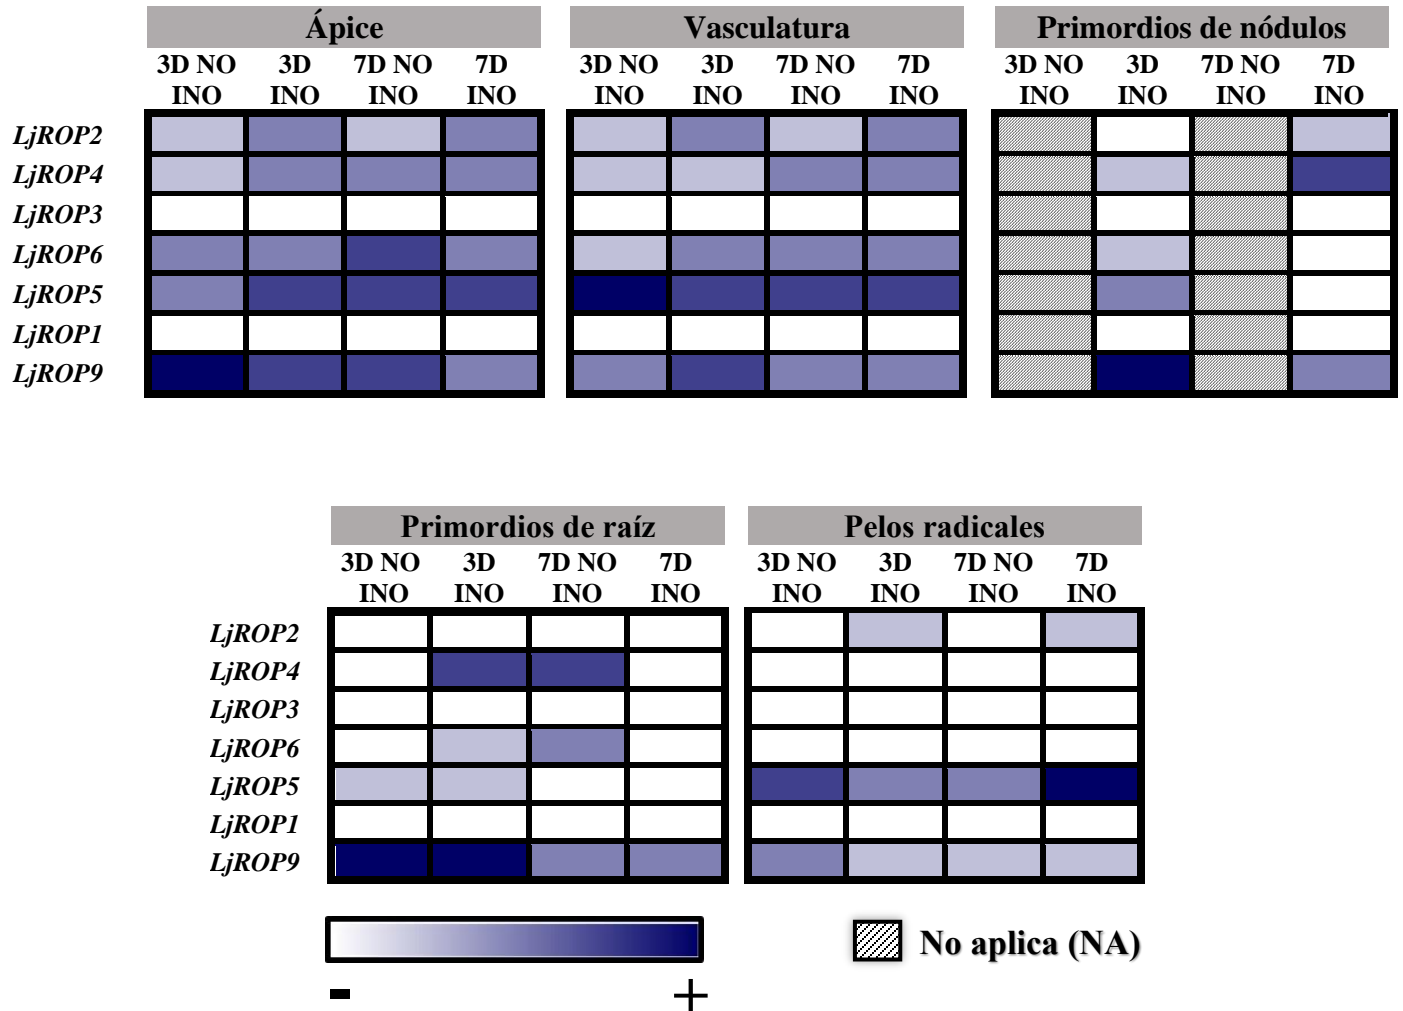 Ápice Vasculatura Primordios de nódulos
3D NO 3D 7D NO 7D 3D NO 3D 7D NO 7D 3D NO 3D 7D NO 7D
INO INO INO INO INO INO INO INO INO INO INO INO
LjROP2
LjROP4
LjROP3
LjROP6
LjROP5
LjROP1
LjROP9
Primordios de raíz Pelos radicales
3D NO 3D 7D NO 7D 3D NO 3D 7D NO 7D
INO INO INO INO INO INO INO INO
LjROP2
LjROP4
LjROP3
LjROP6
LjROP5
LjROP1
LjROP9
No aplica (NA)
- +